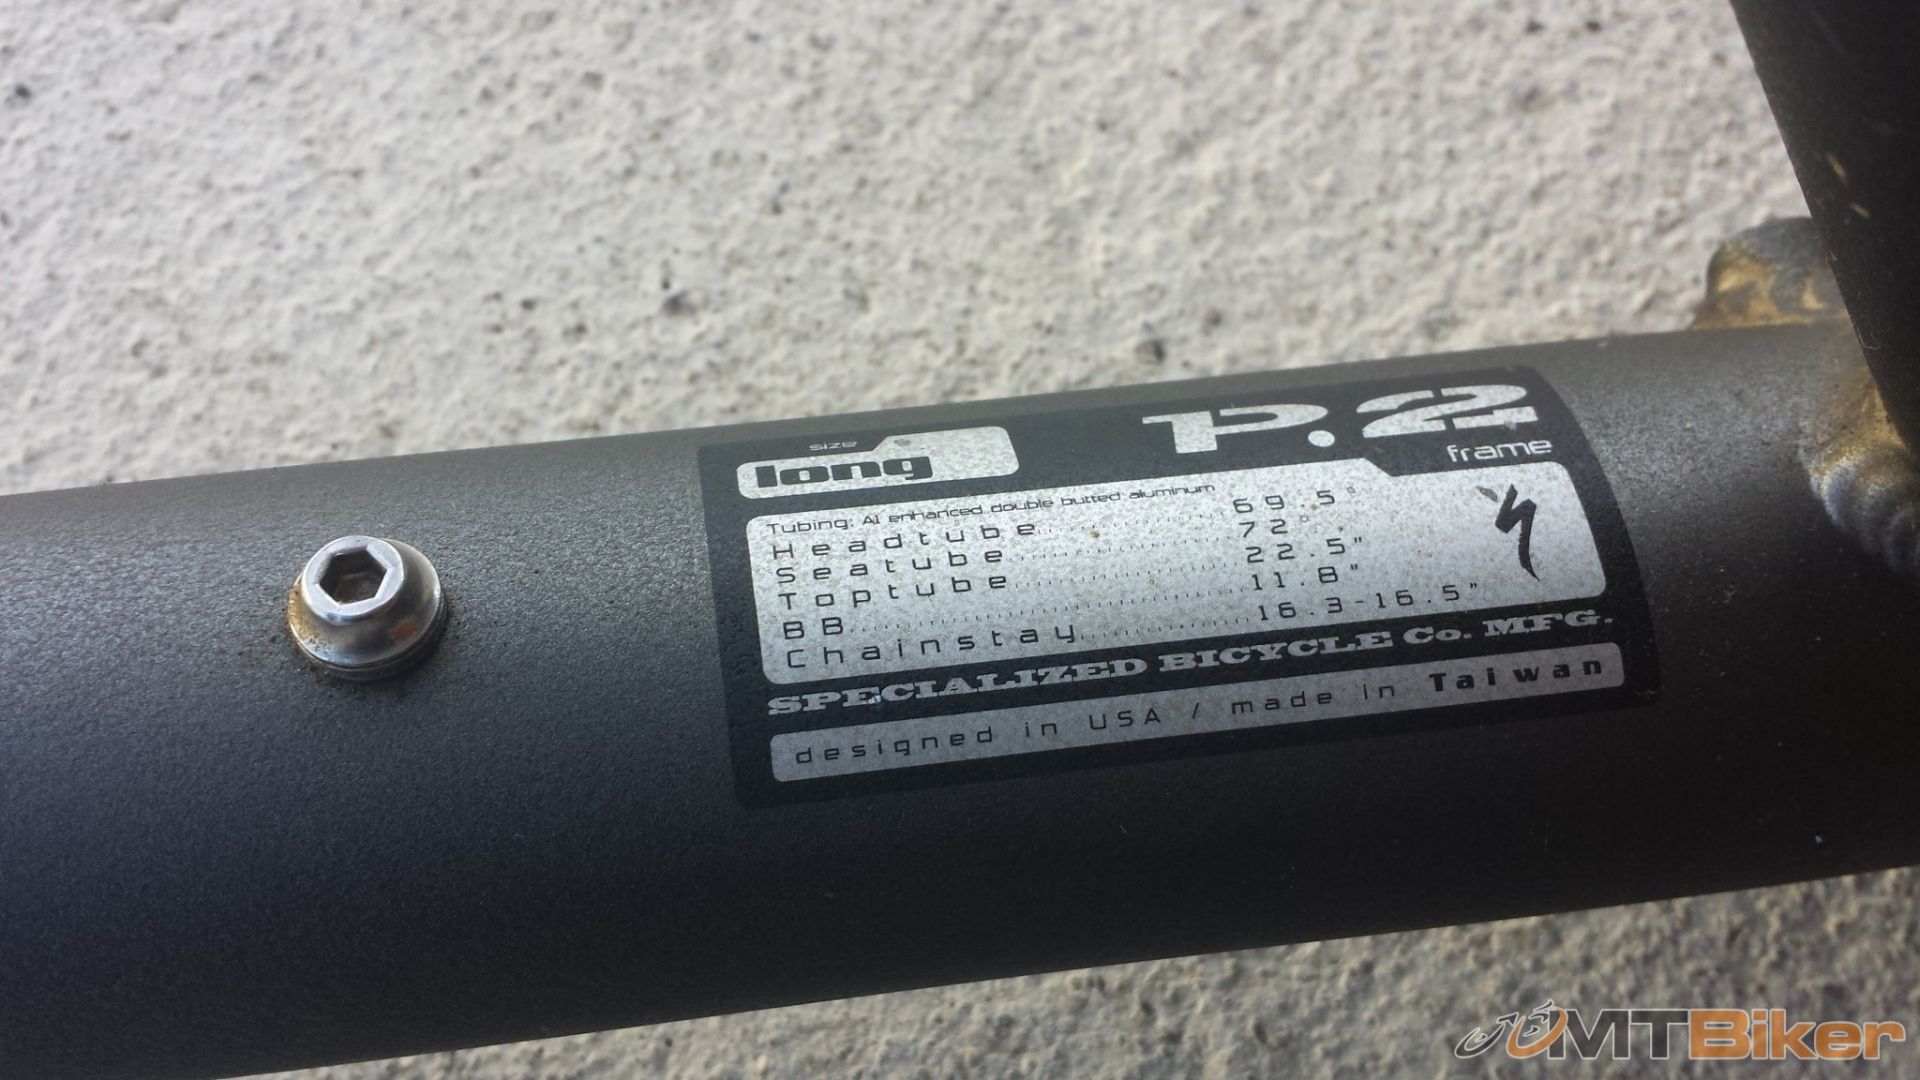 size
long
P.2
frame
Tubing: A1 enhanced double butted aluminum
Headtube 69.5°
Seatube 72°
Toptube 22.5"
BB 11.8"
Chainstay 16.3-16.5"
SPECIALIZED BICYCLE Co. MFG.
designed in USA / made in Taiwan
MTBiker